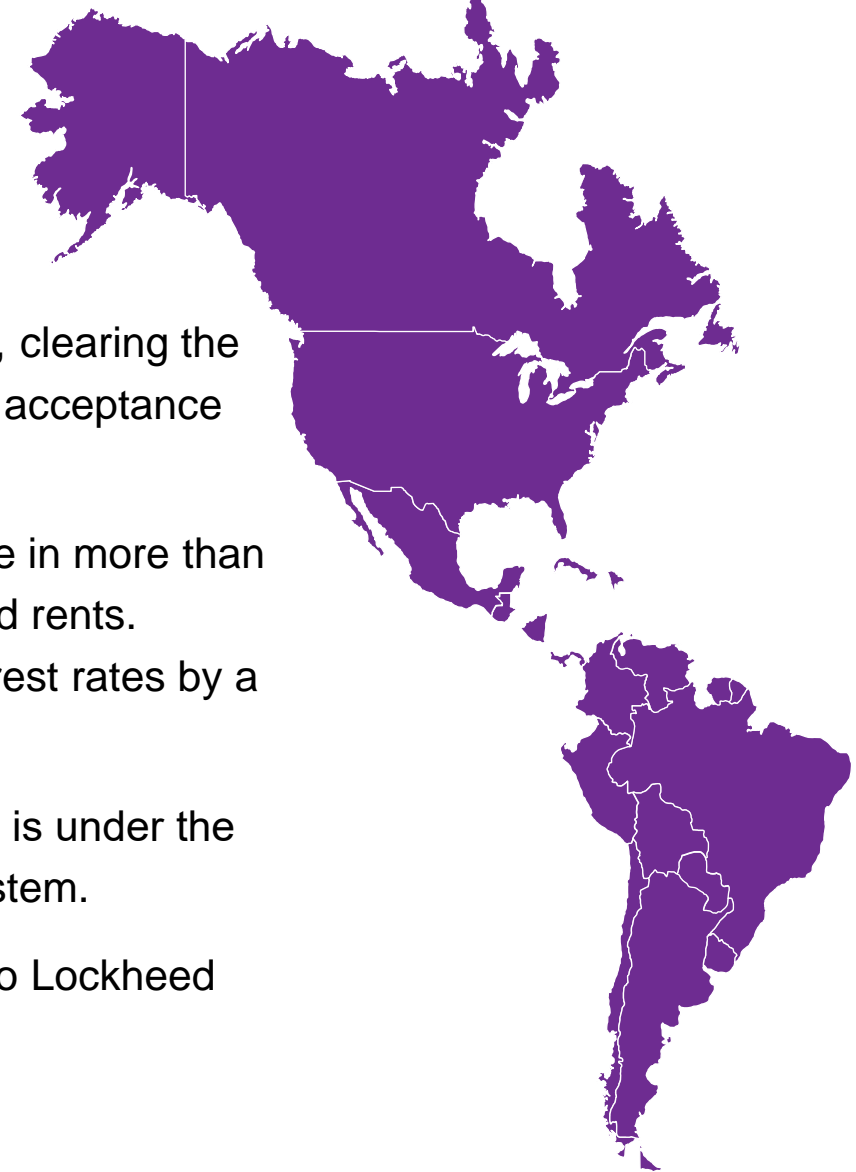 , clearing the
acceptance
e in more than
d rents.
rest rates by a
is under the
stem.
o Lockheed